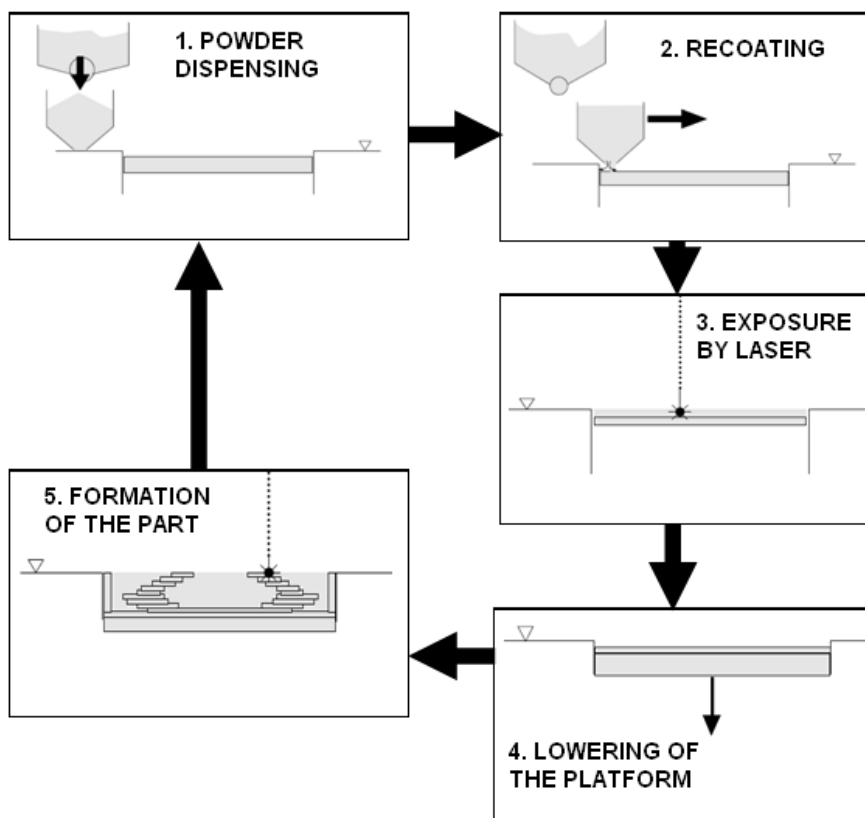 1. POWDER
DISPENSING
2. RECOATING
3. EXPOSURE
BY LASER
4. LOWERING OF
THE PLATFORM
5. FORMATION
OF THE PART